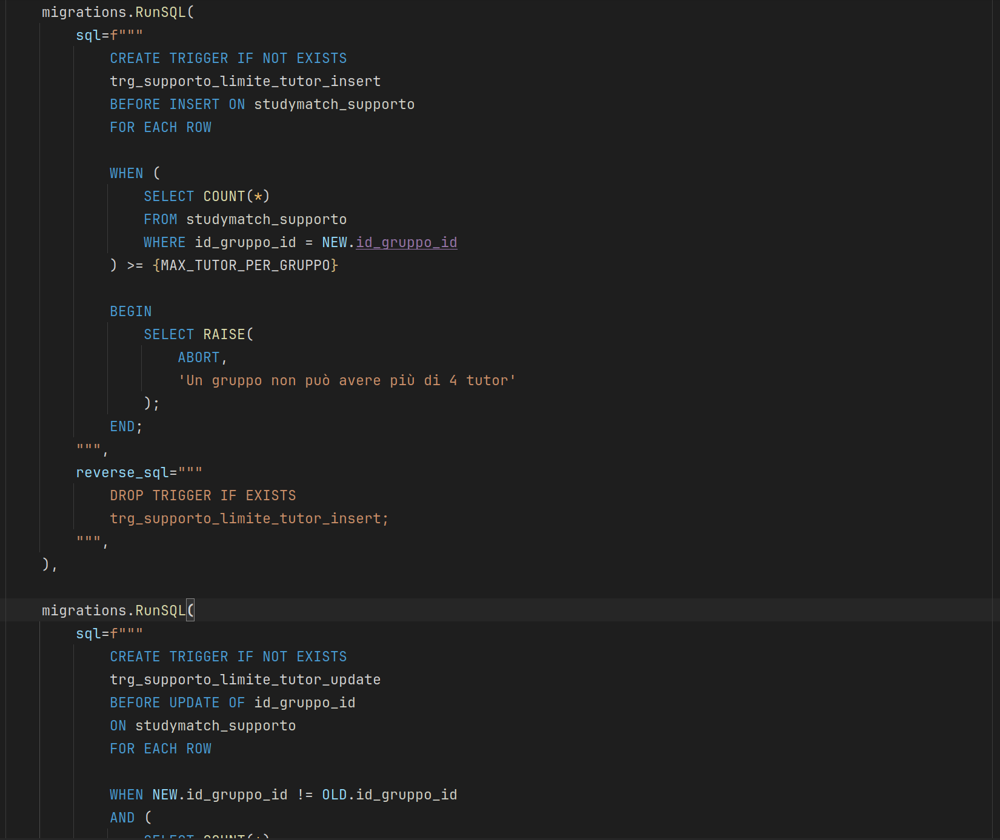 migrations.RunSQL(
sql=f"""
CREATE TRIGGER IF NOT EXISTS
trg_supporto_limite_tutor_insert
BEFORE INSERT ON studymatch_supporto
FOR EACH ROW
WHEN (
SELECT COUNT(*)
FROM studymatch_supporto
WHERE id_gruppo_id = NEW.id_gruppo_id
) >= {MAX_TUTOR_PER_GRUPPO}
BEGIN
SELECT RAISE(
ABORT,
'Un gruppo non può avere più di 4 tutor'
);
END;
""",
reverse_sql="""
DROP TRIGGER IF EXISTS
trg_supporto_limite_tutor_insert;
""",
),
migrations.RunSQL(
sql=f"""
CREATE TRIGGER IF NOT EXISTS
trg_supporto_limite_tutor_update
BEFORE UPDATE OF id_gruppo_id
ON studymatch_supporto
FOR EACH ROW
WHEN NEW.id_gruppo_id != OLD.id_gruppo_id
AND (
SELECT COUNT(*)